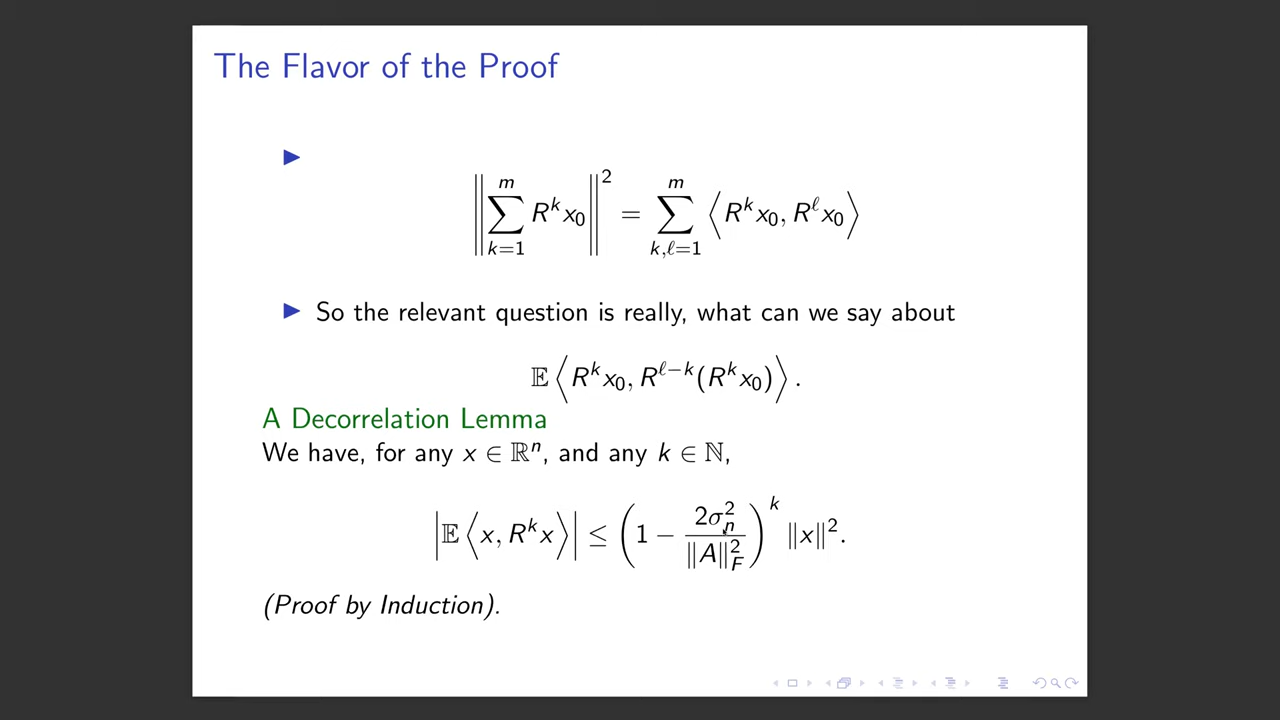 The Flavor of the Proof
▶ ‖∑_{k=1}^{m} R^k x_0‖^2 = ∑_{k,ℓ=1}^{m} ⟨R^k x_0, R^ℓ x_0⟩
▶ So the relevant question is really, what can we say about
𝔼⟨R^k x_0, R^{ℓ−k}(R^k x_0)⟩.
A Decorrelation Lemma
We have, for any x ∈ ℝ^n, and any k ∈ ℕ,
|𝔼⟨x, R^k x⟩| ≤ (1 − 2σ_n^2 / ‖A‖_F^2)^k ‖x‖^2.
(Proof by Induction).